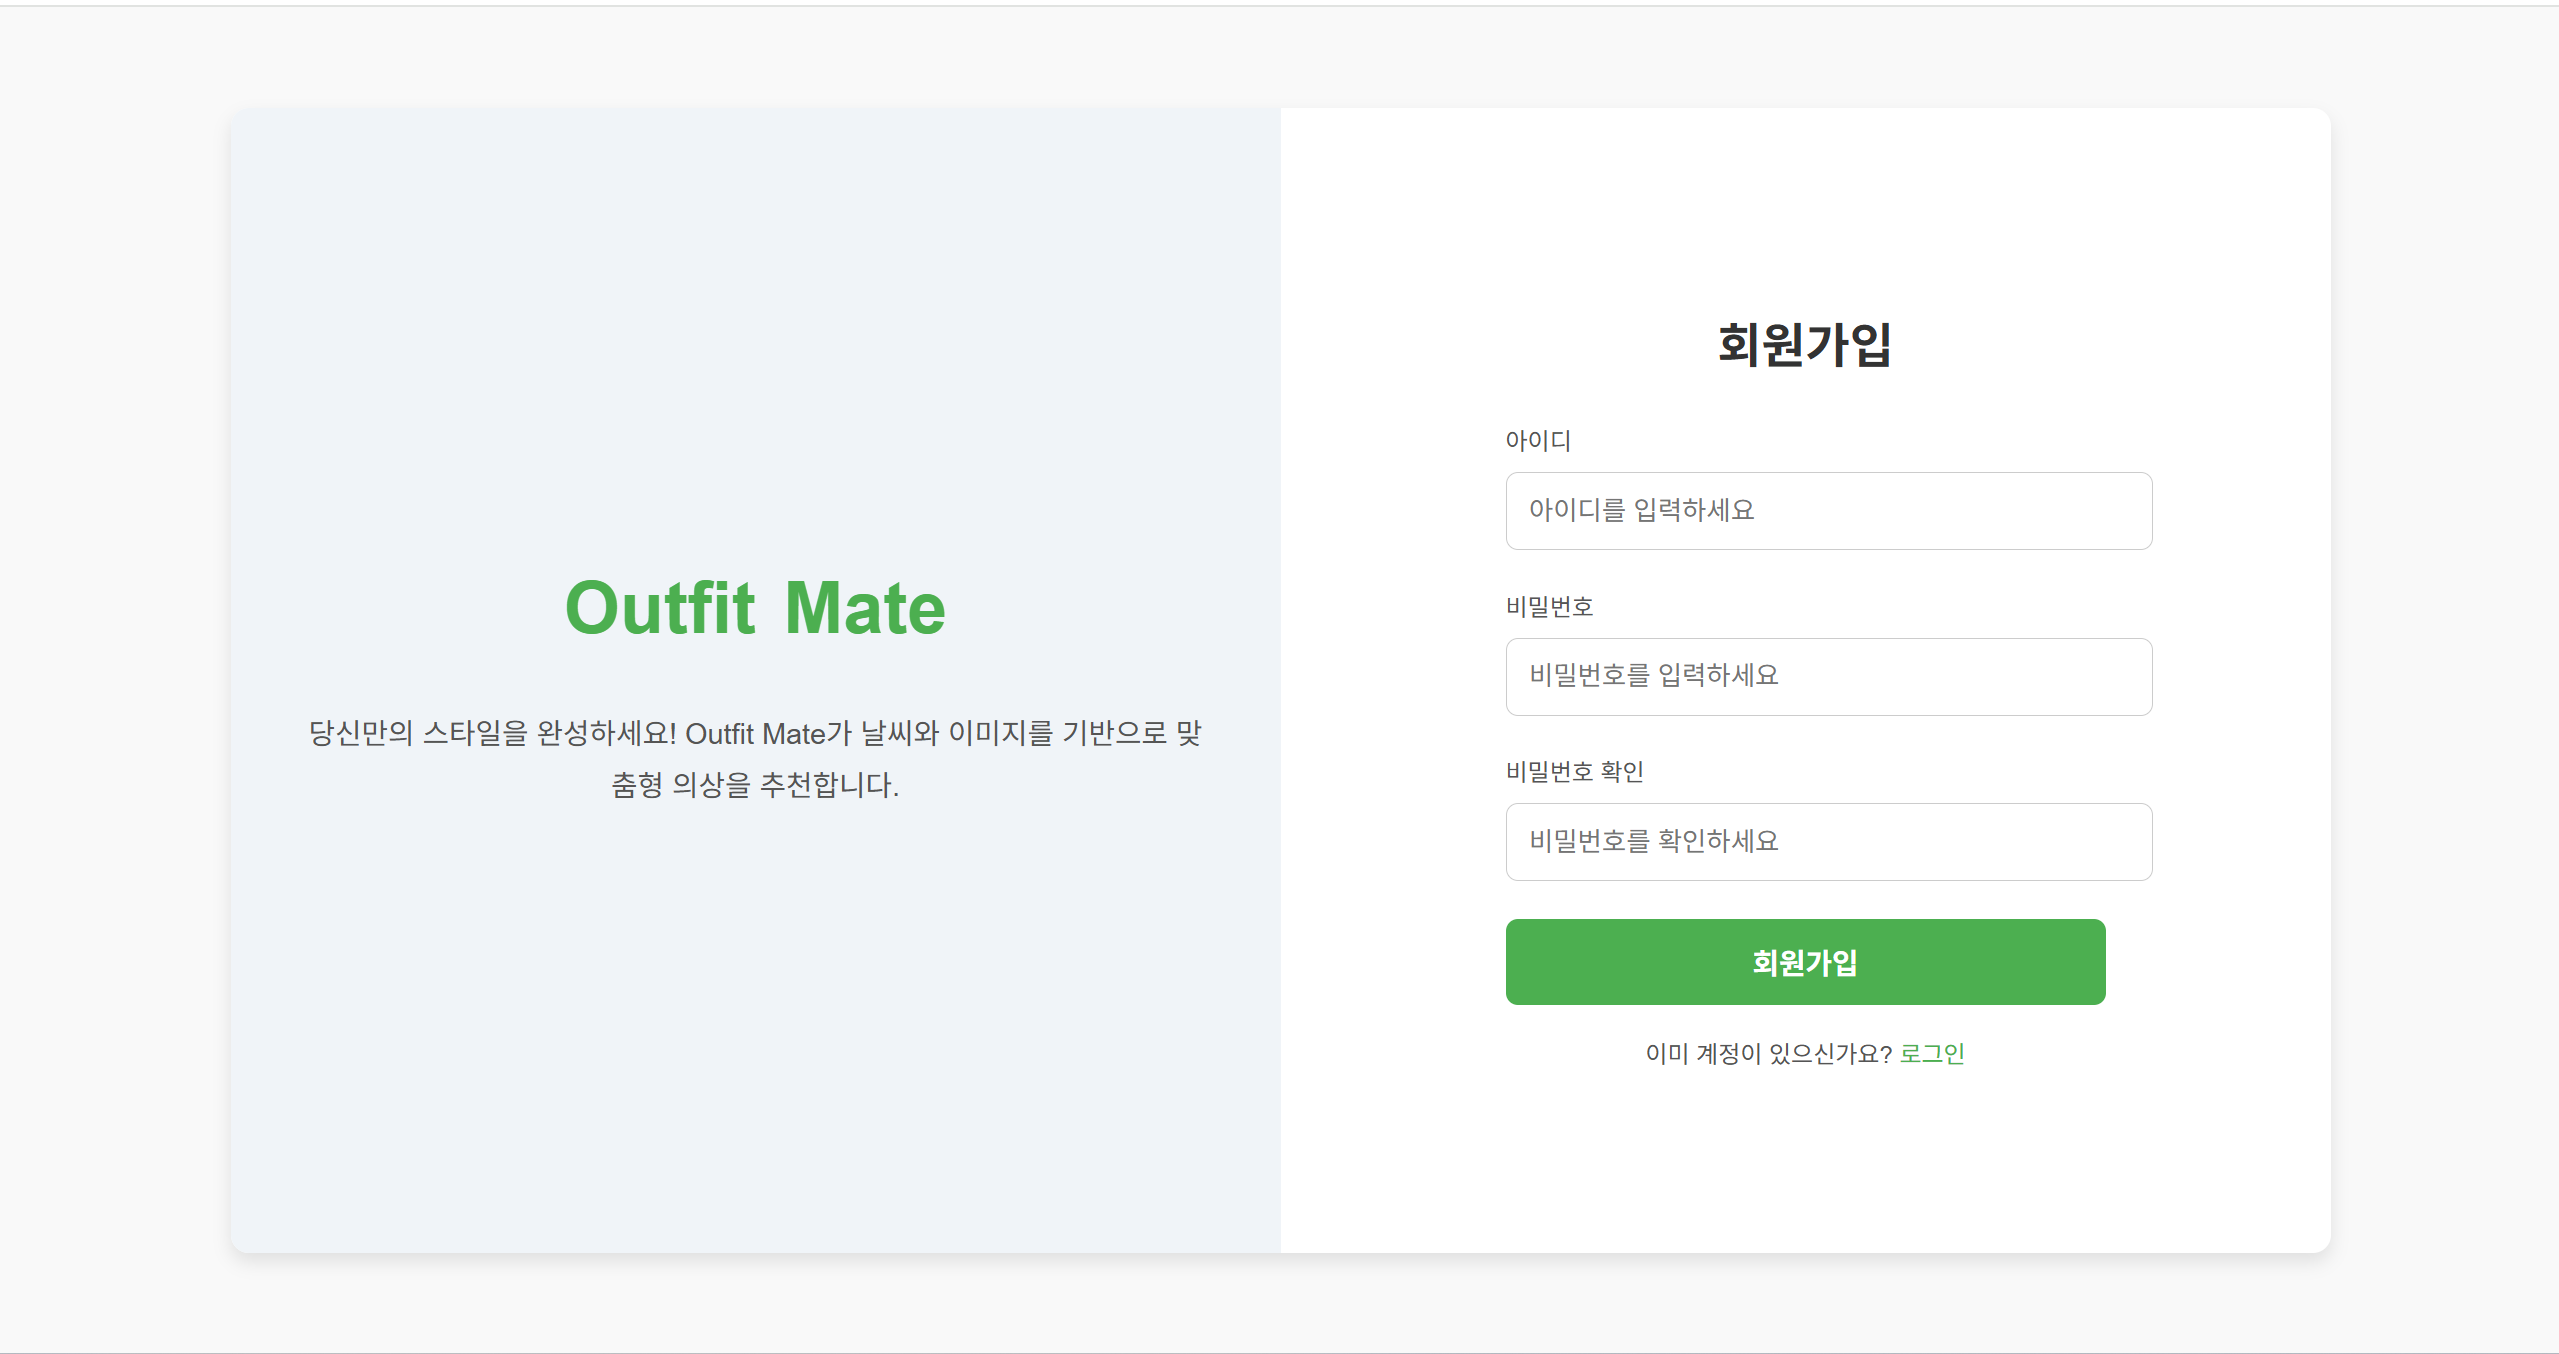 Outfit Mate
당신만의 스타일을 완성하세요! Outfit Mate가 날씨와 이미지를 기반으로 맞
춤형 의상을 추천합니다.
회원가입
아이디
아이디를 입력하세요
비밀번호
비밀번호를 입력하세요
비밀번호 확인
비밀번호를 확인하세요
회원가입
이미 계정이 있으신가요? 로그인